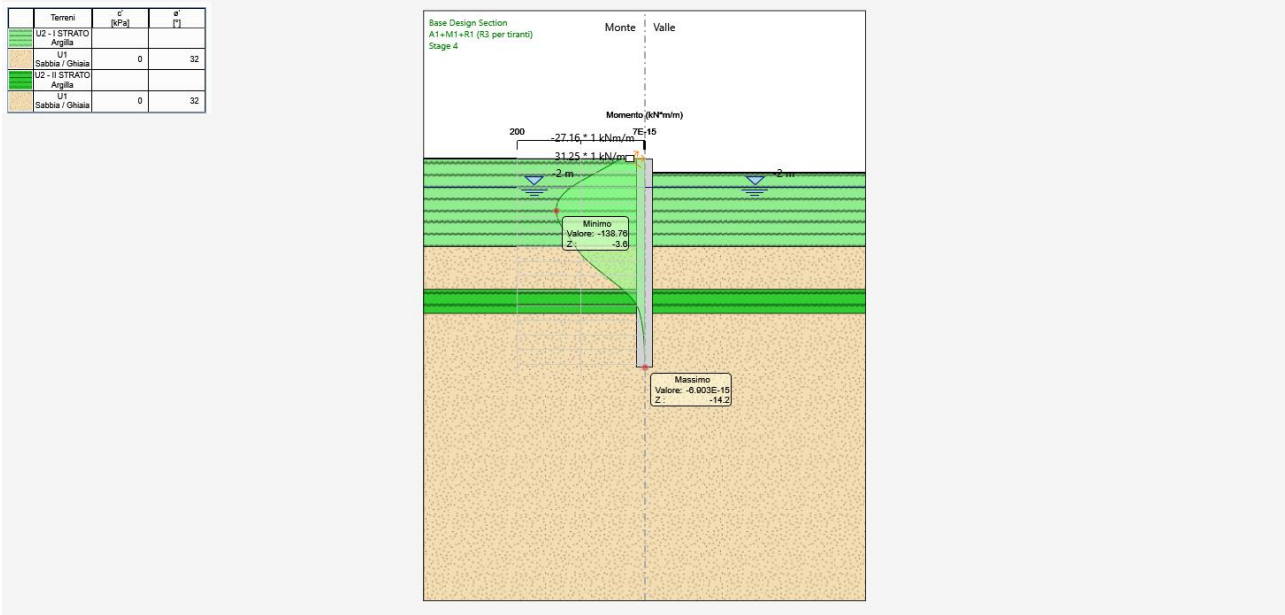 Terreni c' ø'
[kPa] [°]
U2 - I STRATO
Argilla
U1
Sabbia / Ghiaia 0 32
U2 - II STRATO
Argilla
U1
Sabbia / Ghiaia 0 32
Base Design Section
A1+M1+R1 (R3 per tiranti)
Stage 4
Monte Valle
Momento (kN*m/m)
200 7E-15
-27.16 * 1 kNm/m
31.25 * 1 kN/m
-2 m -2 m
Minimo
Valore: -138.76
Z : -3.6
Massimo
Valore: -6.903E-15
Z : -14.2